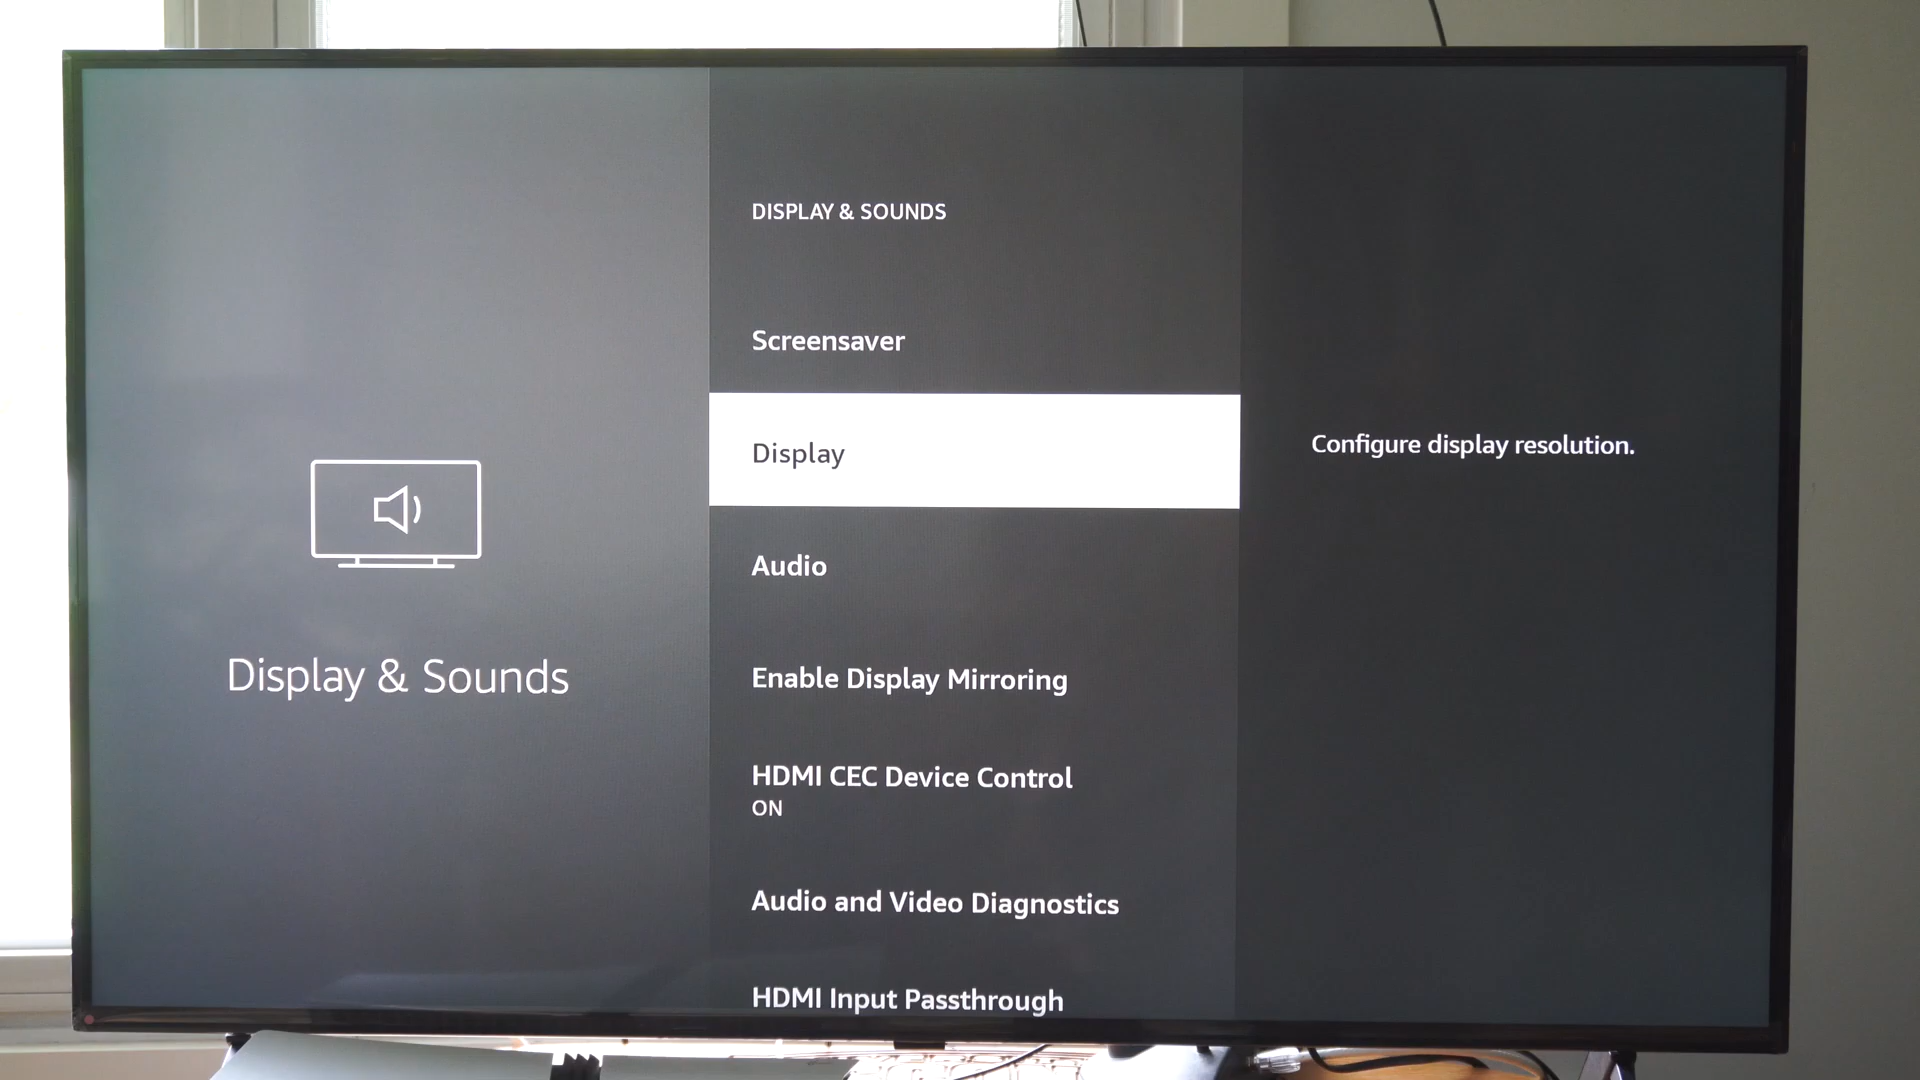 DISPLAY & SOUNDS
Screensaver
Display
Configure display resolution.
Audio
Display & Sounds
Enable Display Mirroring
HDMI CEC Device Control
ON
Audio and Video Diagnostics
HDMI Input Passthrough